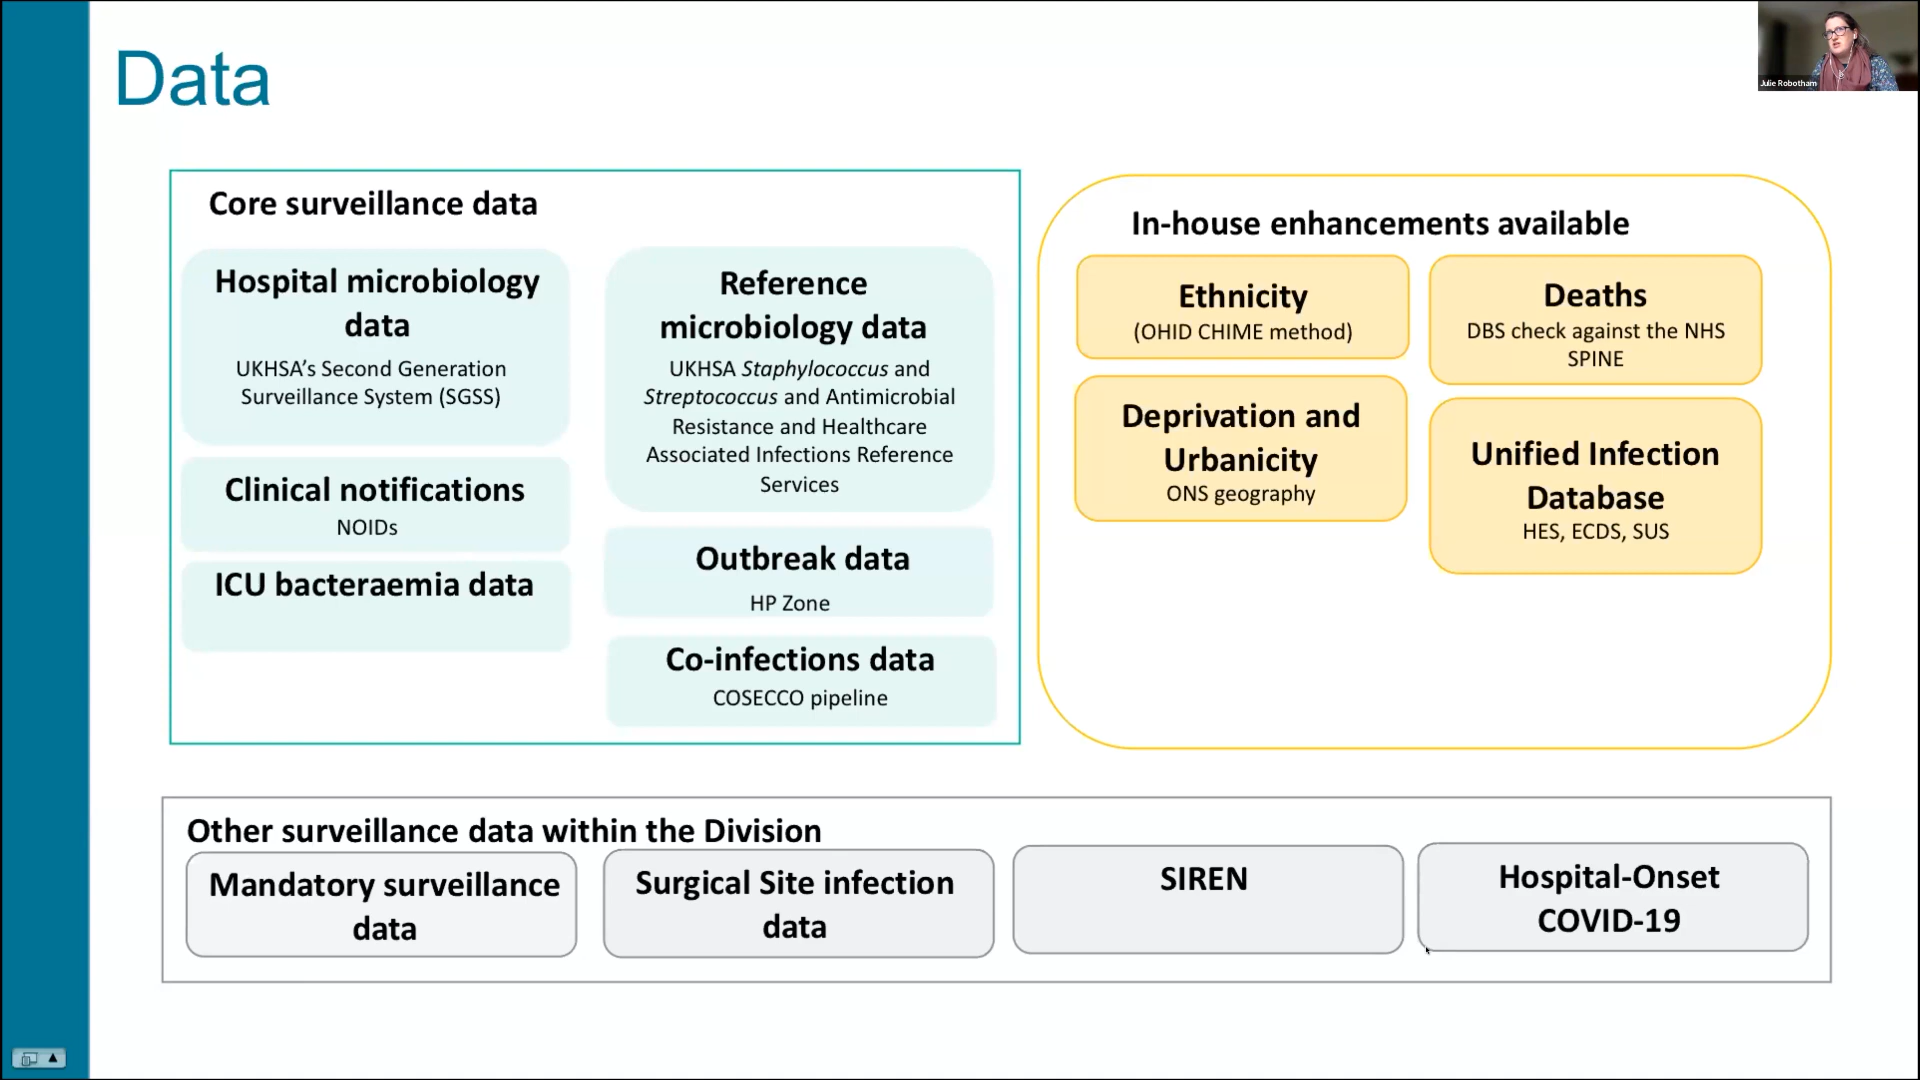 Data
Julie Robotham
Core surveillance data
Hospital microbiology
data
UKHSA’s Second Generation
Surveillance System (SGSS)
Clinical notifications
NOIDs
ICU bacteraemia data
Reference
microbiology data
UKHSA Staphylococcus and
Streptococcus and Antimicrobial
Resistance and Healthcare
Associated Infections Reference
Services
Outbreak data
HP Zone
Co-infections data
COSECCO pipeline
In-house enhancements available
Ethnicity
(OHID CHIME method)
Deprivation and
Urbanicity
ONS geography
Deaths
DBS check against the NHS
SPINE
Unified Infection
Database
HES, ECDS, SUS
Other surveillance data within the Division
Mandatory surveillance
data
Surgical Site infection
data
SIREN
Hospital-Onset
COVID-19